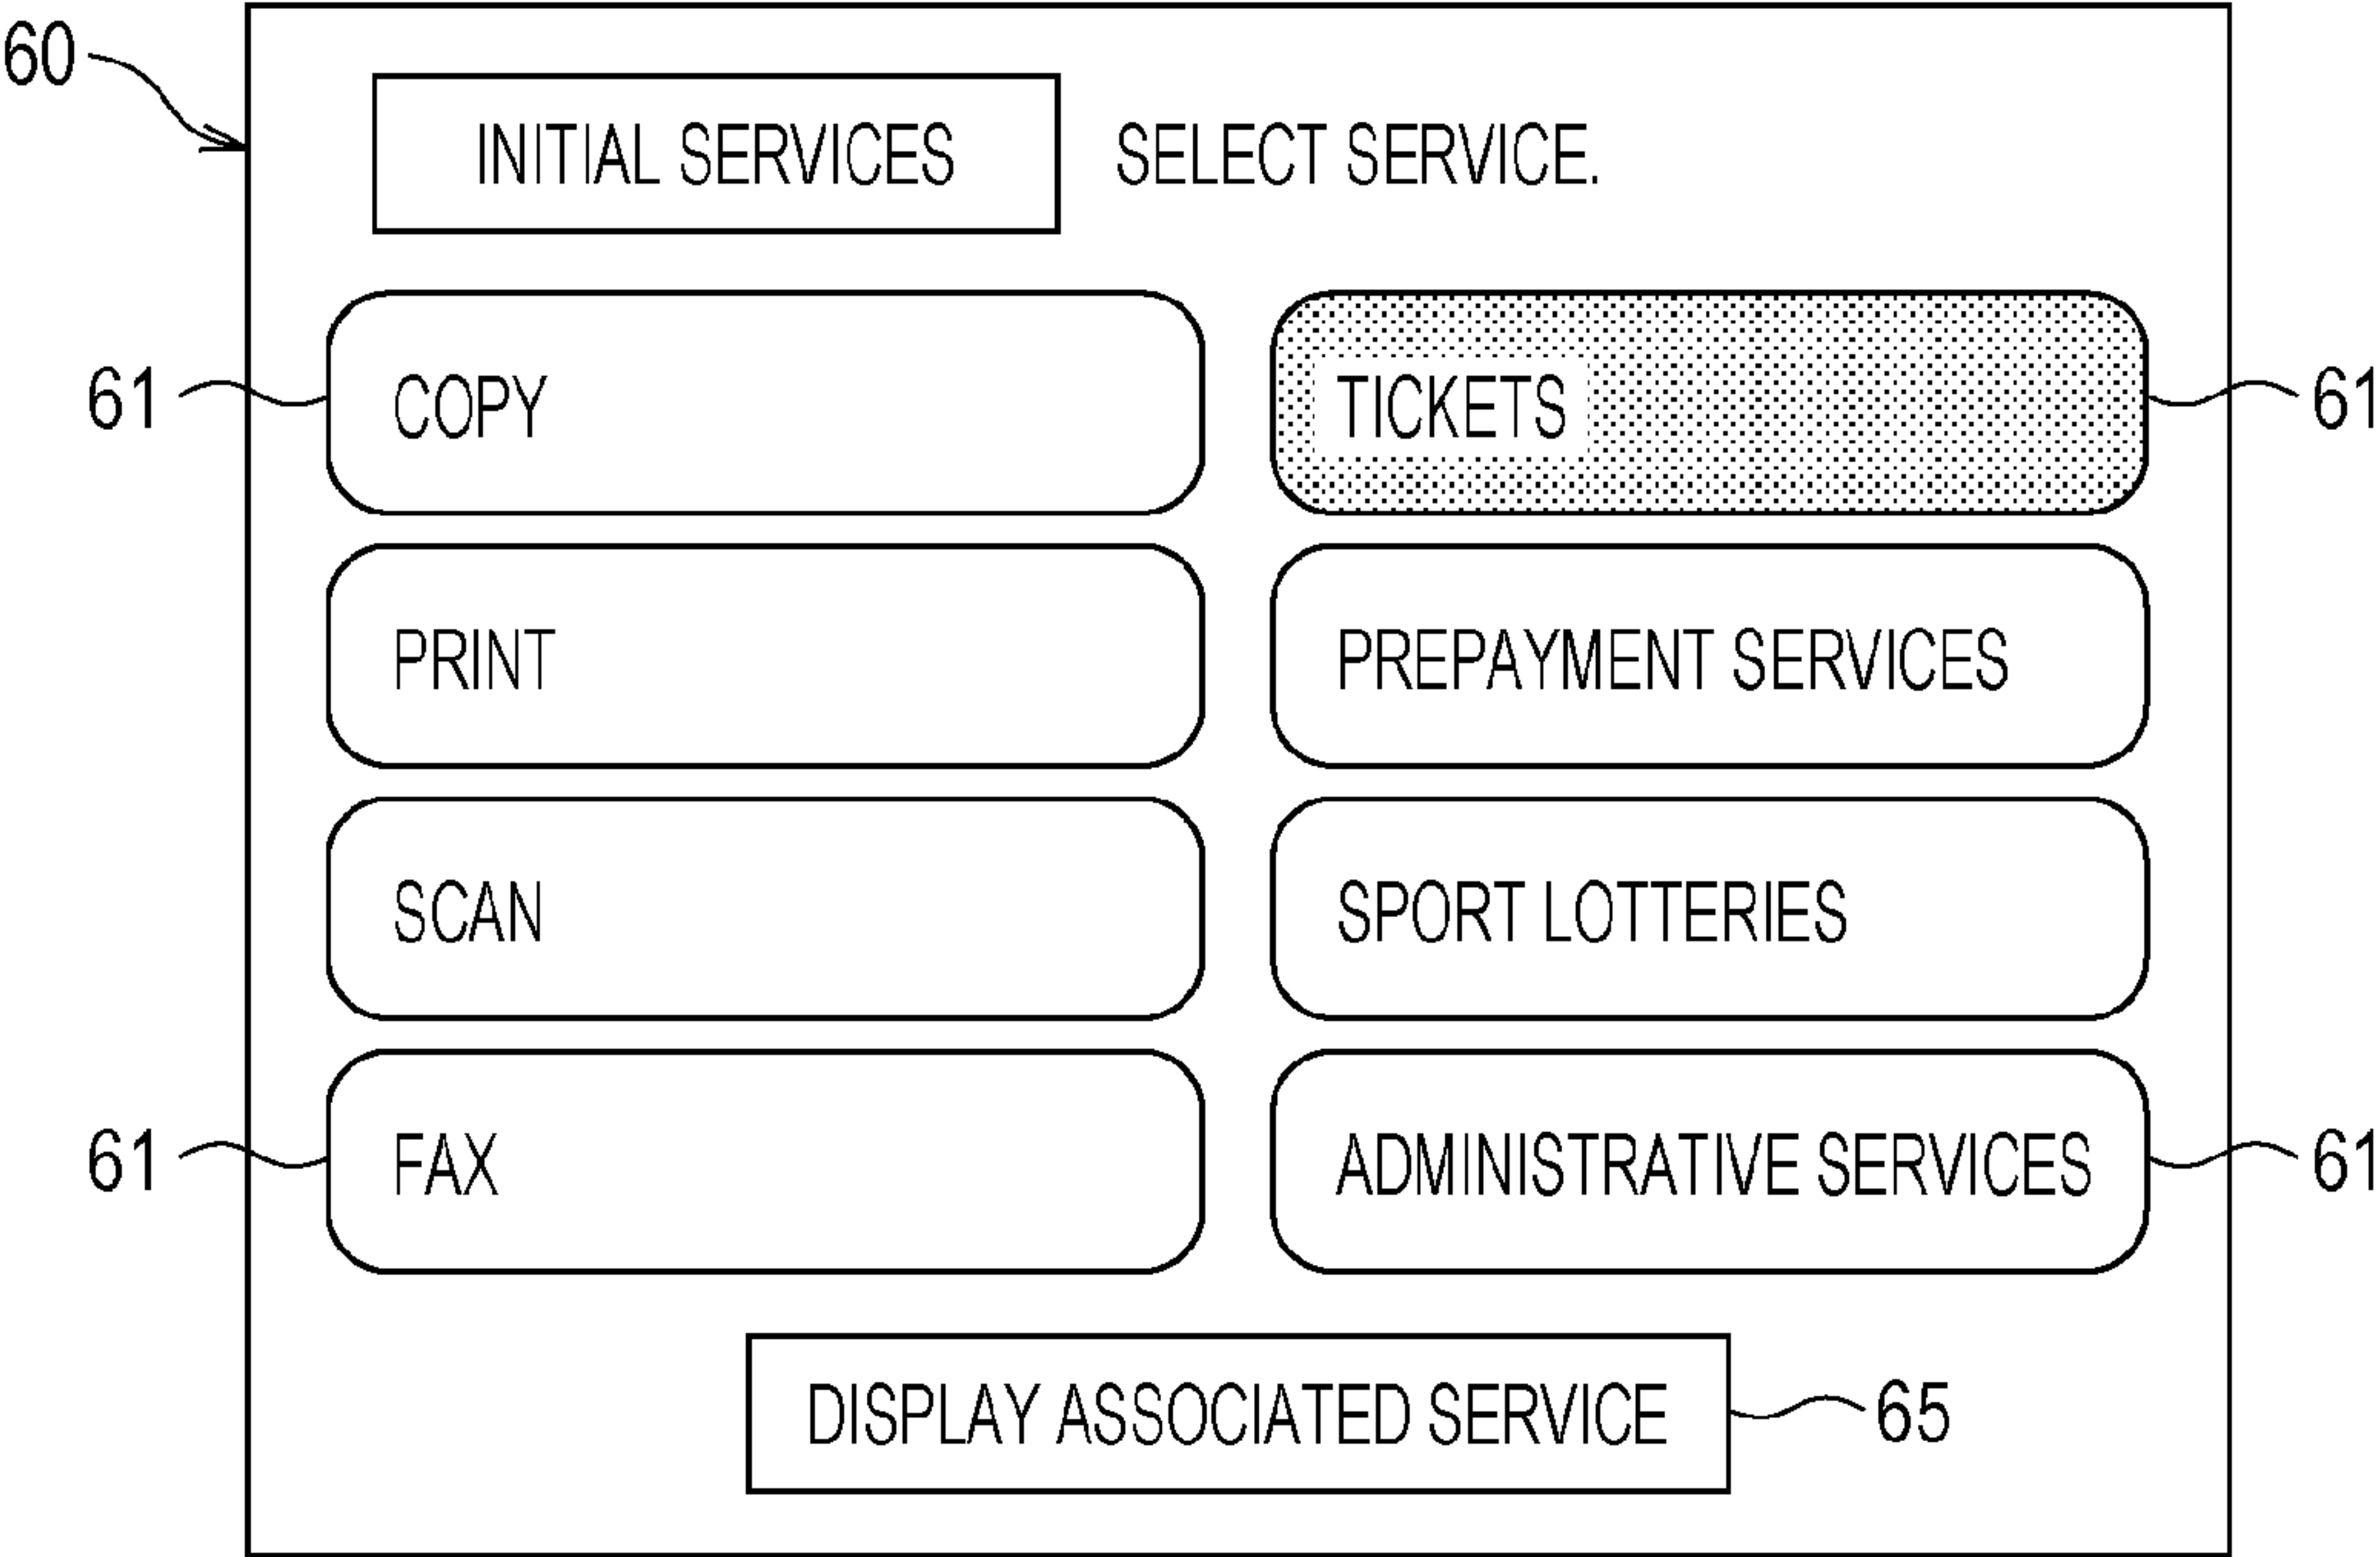 60
INITIAL SERVICES SELECT SERVICE.
61 COPY TICKETS 61
PRINT PREPAYMENT SERVICES
SCAN SPORT LOTTERIES
61 FAX ADMINISTRATIVE SERVICES 61
DISPLAY ASSOCIATED SERVICE 65